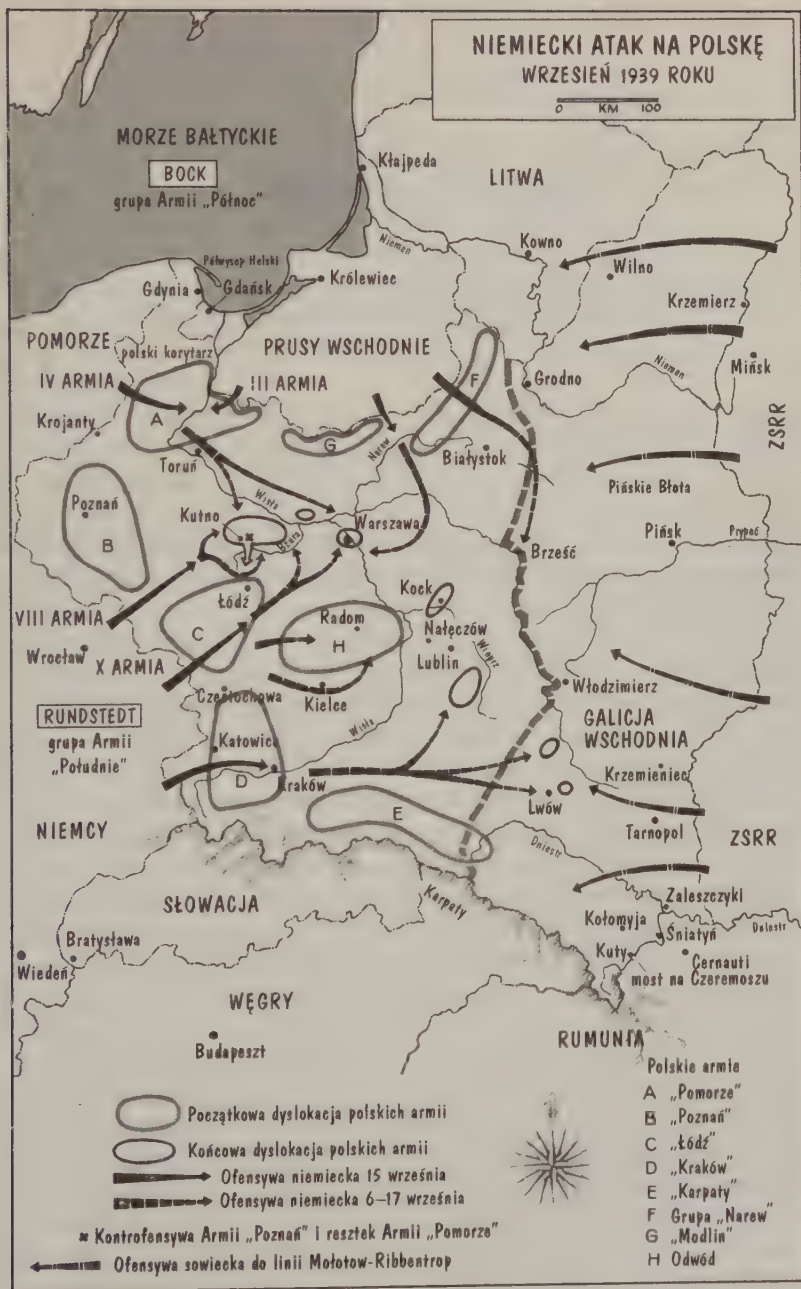 NIEMIECKI ATAK NA POLSKĘ
WRZESIEŃ 1939 ROKU
0 KM 100
MORZE BAŁTYCKIE
BOCK
grupa Armii „Północ”
Kłajpeda
LITWA
Niemen
Kowno
Wilno
Półwysep Helski
Gdynia
Gdańsk
Królewiec
Krzemierz
POMORZE
polski korytarz
PRUSY WSCHODNIE
Mińsk
IV ARMIA
III ARMIA
F
Grodno
Niemen
ZSRR
Krojanty
A
G
Toruń
Narew
Białystok
Pińskie Błota
Poznań
B
Wisła
Kutno
Bzura
Warszawa
Pińsk
Prypeć
Brześć
Łódź
Kock
VIII ARMIA
C
Radom
H
Nałęczów
Lublin
Wieprz
Wrocław
X ARMIA
Częstochowa
Kielce
Włodzimierz
RUNDSTEDT
grupa Armii
„Południe”
Wisła
GALICJA
WSCHODNIA
Katowice
D
Kraków
Krzemieniec
Lwów
E
Tarnopol
NIEMCY
Dniestr
ZSRR
SŁOWACJA
Karpaty
Zaleszczyki
Kołomyja
Śniatyń
Dniestr
Bratysława
Wiedeń
Kuty
Cernauti
most na Czeremoszu
WĘGRY
Budapeszt
RUMUNIA
Polskie armie
A „Pomorze”
B „Poznań”
C „Łódź”
D „Kraków”
E „Karpaty”
F Grupa „Narew”
G „Modlin”
H Odwód
Początkowa dyslokacja polskich armii
Końcowa dyslokacja polskich armii
Ofensywa niemiecka 15 września
Ofensywa niemiecka 6–17 września
Kontrofensywa Armii „Poznań” i resztek Armii „Pomorze”
Ofensywa sowiecka do linii Mołotow-Ribbentrop